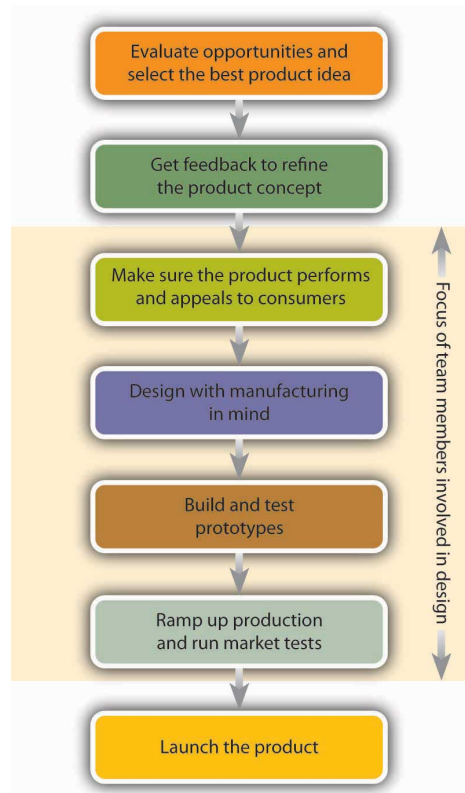 Evaluate opportunities and
select the best product idea
Get feedback to refine
the product concept
Make sure the product performs
and appeals to consumers
Design with manufacturing
in mind
Build and test
prototypes
Ramp up production
and run market tests
Launch the product
Focus of team members involved in design